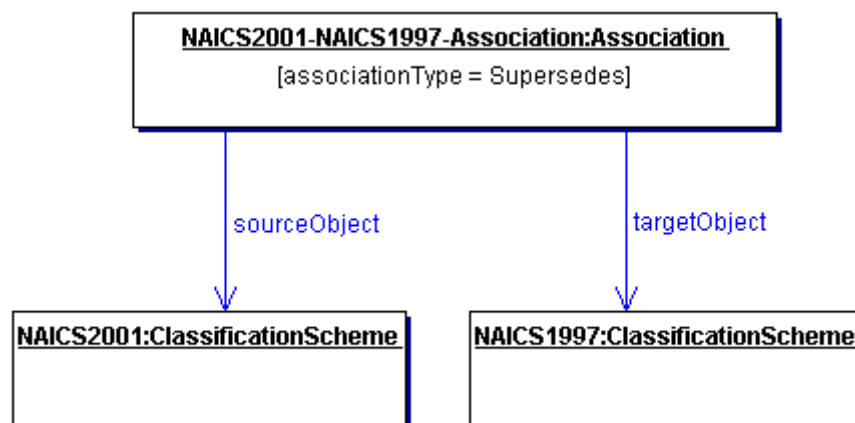 NAICS2001-NAICS1997-Association:Association
[associationType = Supersedes]
sourceObject
targetObject
NAICS2001:ClassificationScheme
NAICS1997:ClassificationScheme